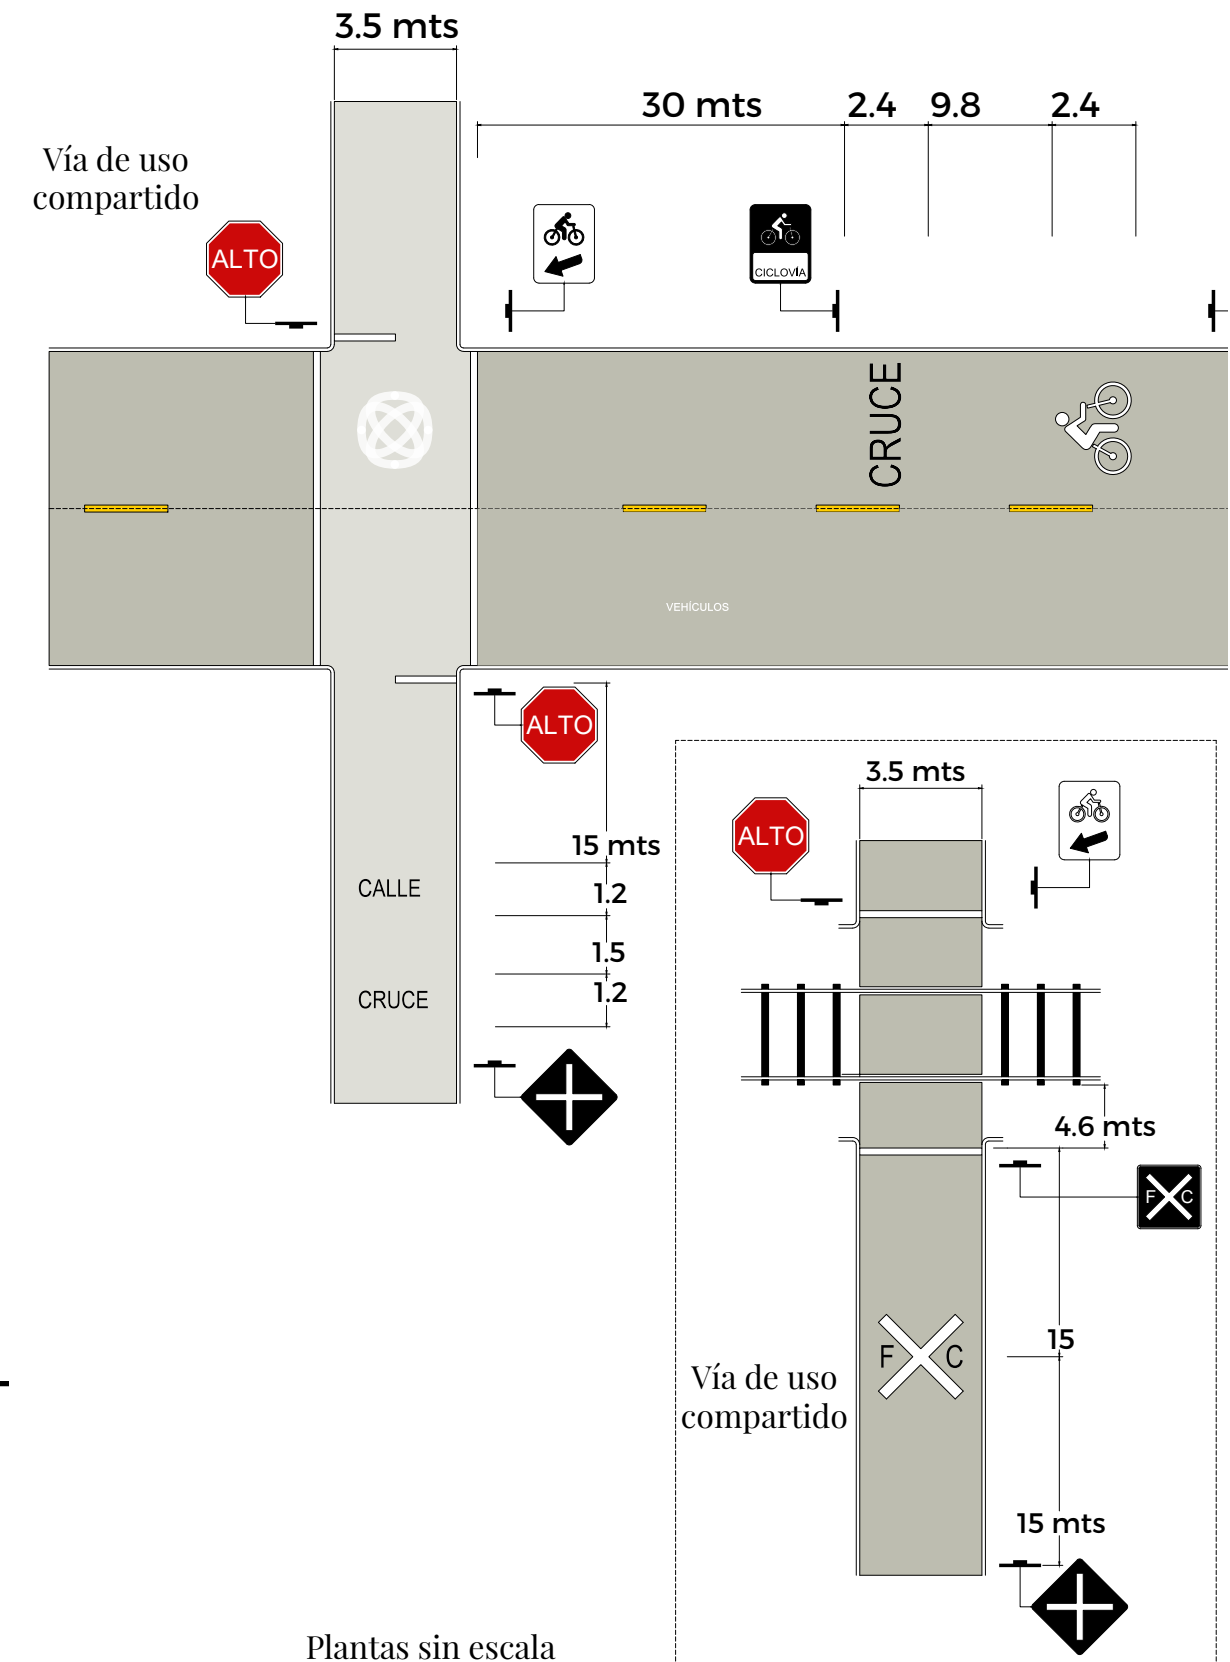 3.5 mts
30 mts
2.4
9.8
2.4
Vía de uso
compartido
ALTO
CICLOVÍA
CRUCE
VEHÍCULOS
ALTO
15 mts
CALLE
1.2
1.5
CRUCE
1.2
3.5 mts
ALTO
4.6 mts
F C
15
F C
Vía de uso
compartido
15 mts
Plantas sin escala